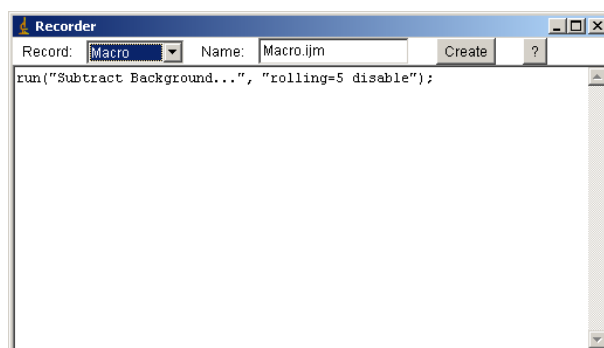 Recorder
Record: Macro Name: Macro.ijm Create ?
run("Subtract Background...", "rolling=5 disable");